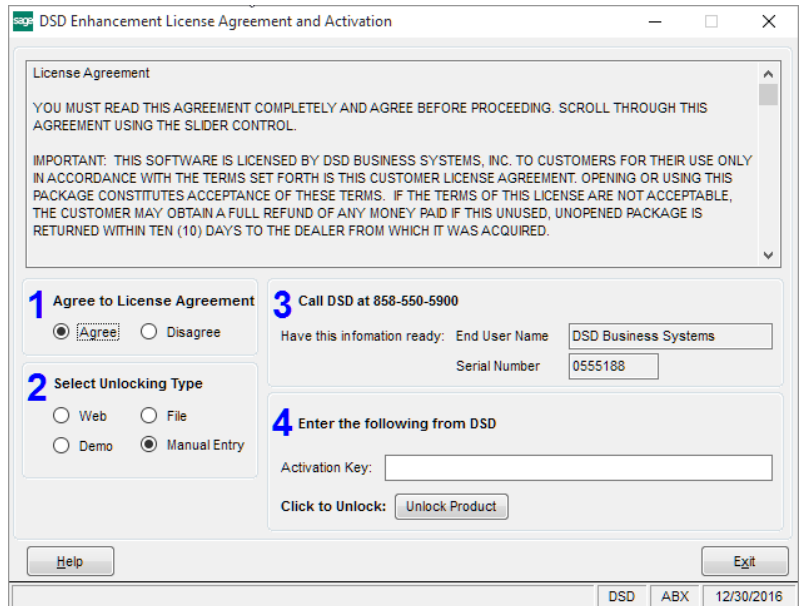 sage DSD Enhancement License Agreement and Activation
License Agreement
YOU MUST READ THIS AGREEMENT COMPLETELY AND AGREE BEFORE PROCEEDING. SCROLL THROUGH THIS
AGREEMENT USING THE SLIDER CONTROL.
IMPORTANT: THIS SOFTWARE IS LICENSED BY DSD BUSINESS SYSTEMS, INC. TO CUSTOMERS FOR THEIR USE ONLY
IN ACCORDANCE WITH THE TERMS SET FORTH IS THIS CUSTOMER LICENSE AGREEMENT. OPENING OR USING THIS
PACKAGE CONSTITUTES ACCEPTANCE OF THESE TERMS. IF THE TERMS OF THIS LICENSE ARE NOT ACCEPTABLE,
THE CUSTOMER MAY OBTAIN A FULL REFUND OF ANY MONEY PAID IF THIS UNUSED, UNOPENED PACKAGE IS
RETURNED WITHIN TEN (10) DAYS TO THE DEALER FROM WHICH IT WAS ACQUIRED.
1 Agree to License Agreement
Agree Disagree
2 Select Unlocking Type
Web File
Demo Manual Entry
3 Call DSD at 858-550-5900
Have this infomation ready: End User Name DSD Business Systems
Serial Number 0555188
4 Enter the following from DSD
Activation Key:
Click to Unlock: Unlock Product
Help Exit
DSD ABX 12/30/2016